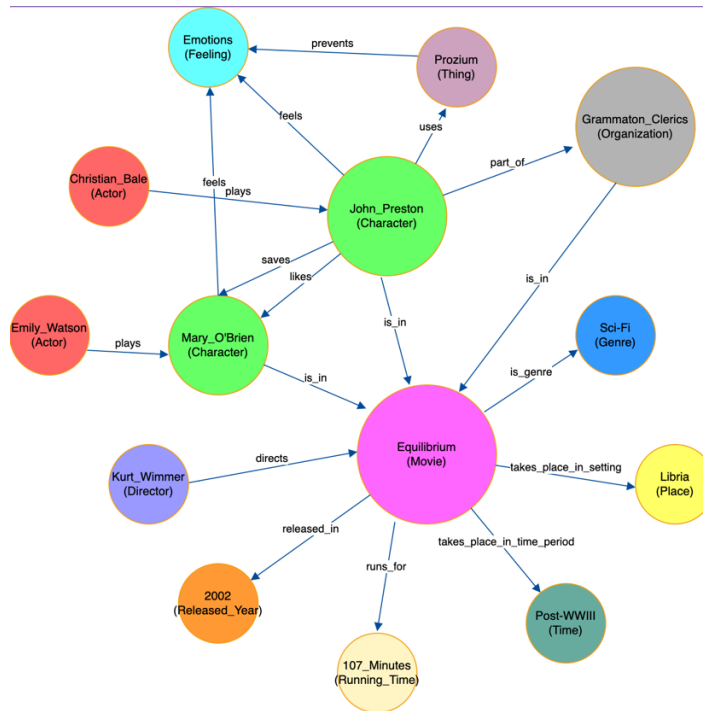 Emotions
(Feeling)
prevents
Prozium
(Thing)
Grammaton_Clerics
(Organization)
feels
uses
part_of
Christian_Bale
(Actor)
plays
feels
John_Preston
(Character)
saves
likes
is_in
is_in
Emily_Watson
(Actor)
plays
Mary_O'Brien
(Character)
is_in
Sci-Fi
(Genre)
is_genre
Equilibrium
(Movie)
Kurt_Wimmer
(Director)
directs
takes_place_in_setting
Libria
(Place)
released_in
takes_place_in_time_period
runs_for
2002
(Released_Year)
Post-WWIII
(Time)
107_Minutes
(Running_Time)